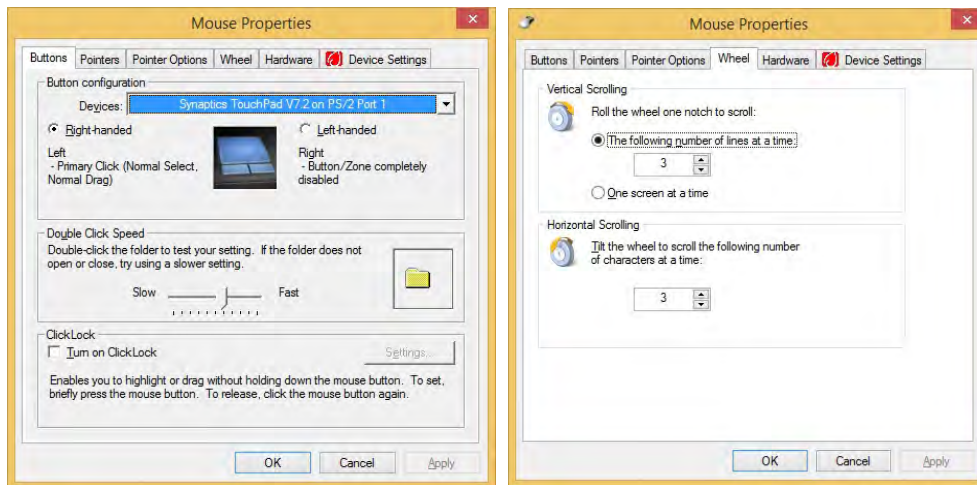 Mouse Properties
Buttons Pointers Pointer Options Wheel Hardware Device Settings
Button configuration
Devices: Synaptics TouchPad V7.2 on PS/2 Port 1
Right-handed Left-handed
Left
- Primary Click (Normal Select,
Normal Drag)
Right
- Button/Zone completely
disabled
Double Click Speed
Double-click the folder to test your setting. If the folder does not
open or close, try using a slower setting.
Slow Fast
ClickLock
Turn on ClickLock Settings...
Enables you to highlight or drag without holding down the mouse button. To set,
briefly press the mouse button. To release, click the mouse button again.
OK Cancel Apply
Mouse Properties
Buttons Pointers Pointer Options Wheel Hardware Device Settings
Vertical Scrolling
Roll the wheel one notch to scroll:
The following number of lines at a time:
3
One screen at a time
Horizontal Scrolling
Tilt the wheel to scroll the following number
of characters at a time:
3
OK Cancel Apply